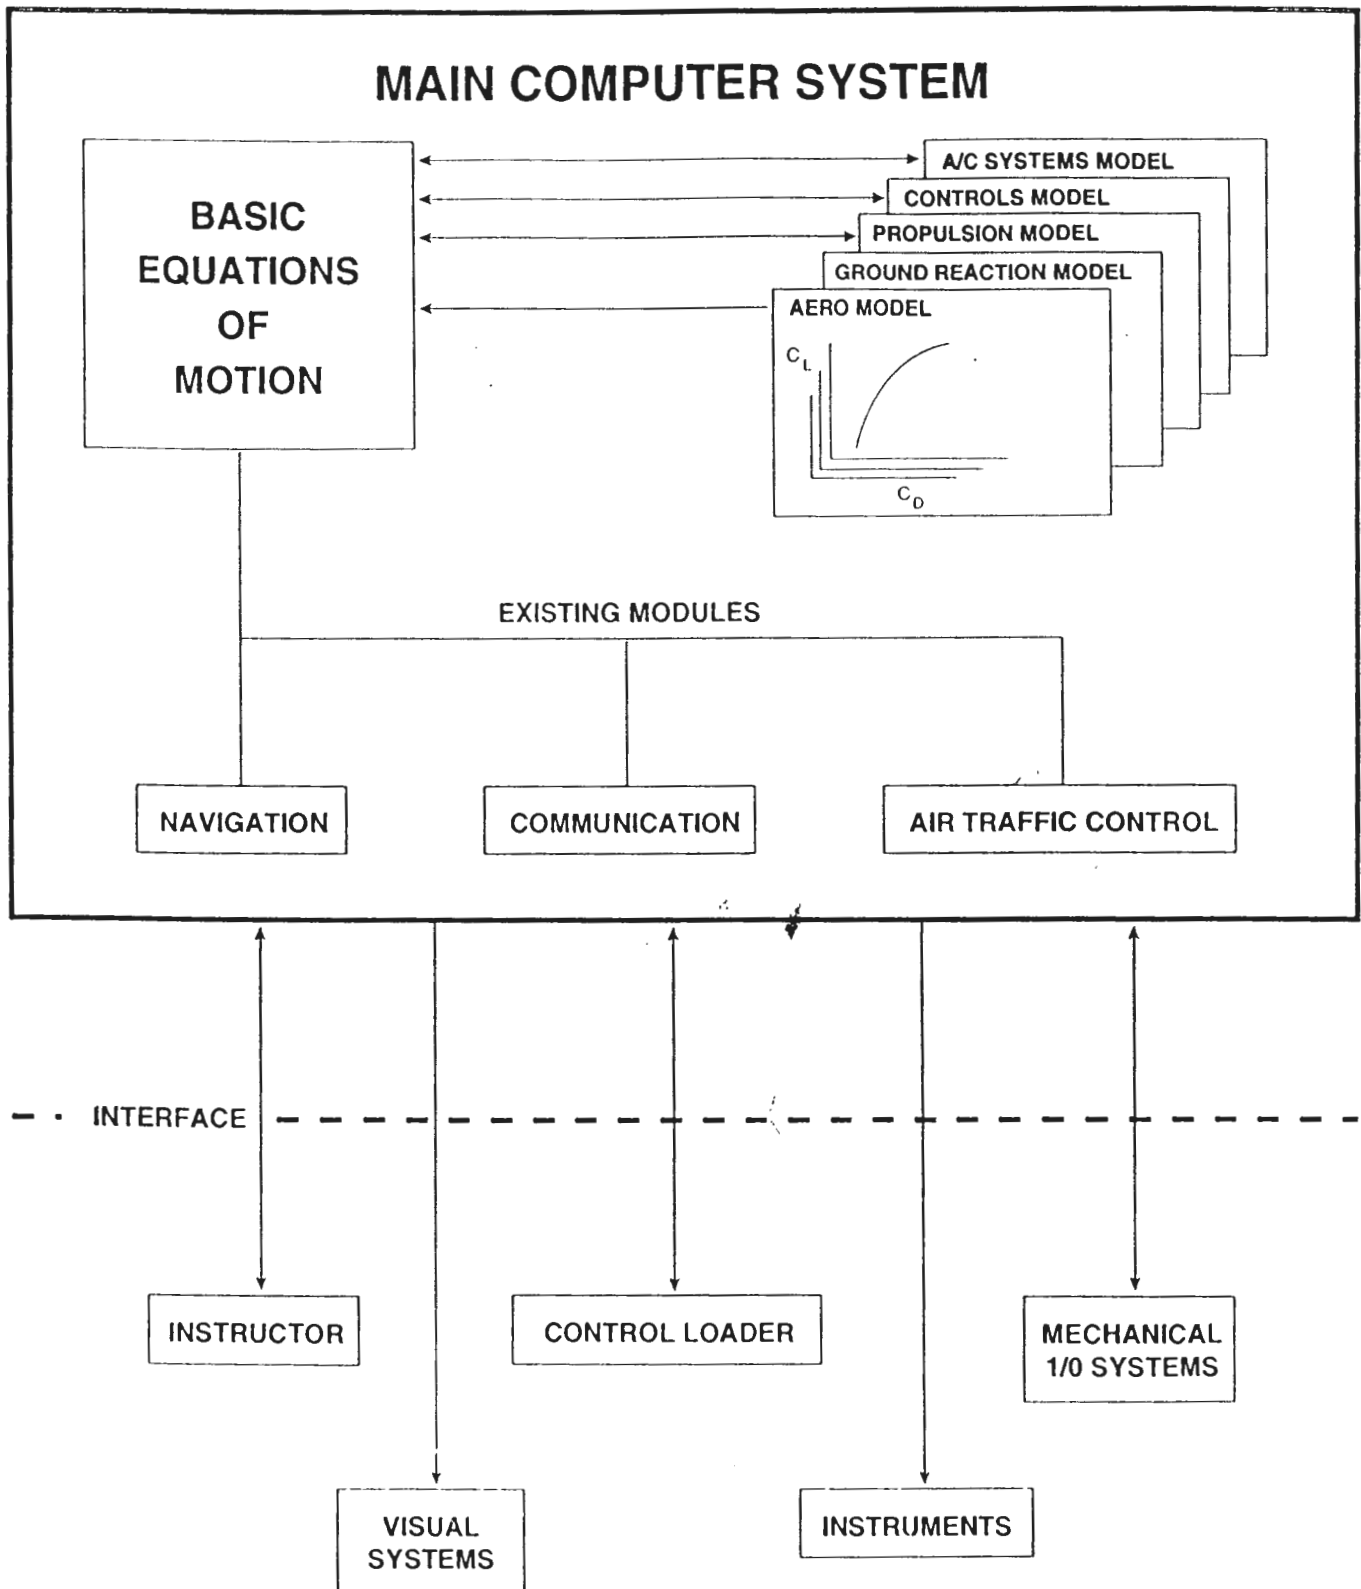 MAIN COMPUTER SYSTEM
BASIC
EQUATIONS
OF
MOTION
A/C SYSTEMS MODEL
CONTROLS MODEL
PROPULSION MODEL
GROUND REACTION MODEL
AERO MODEL
CL
CD
EXISTING MODULES
NAVIGATION
COMMUNICATION
AIR TRAFFIC CONTROL
INTERFACE
INSTRUCTOR
CONTROL LOADER
MECHANICAL
1/0 SYSTEMS
VISUAL
SYSTEMS
INSTRUMENTS